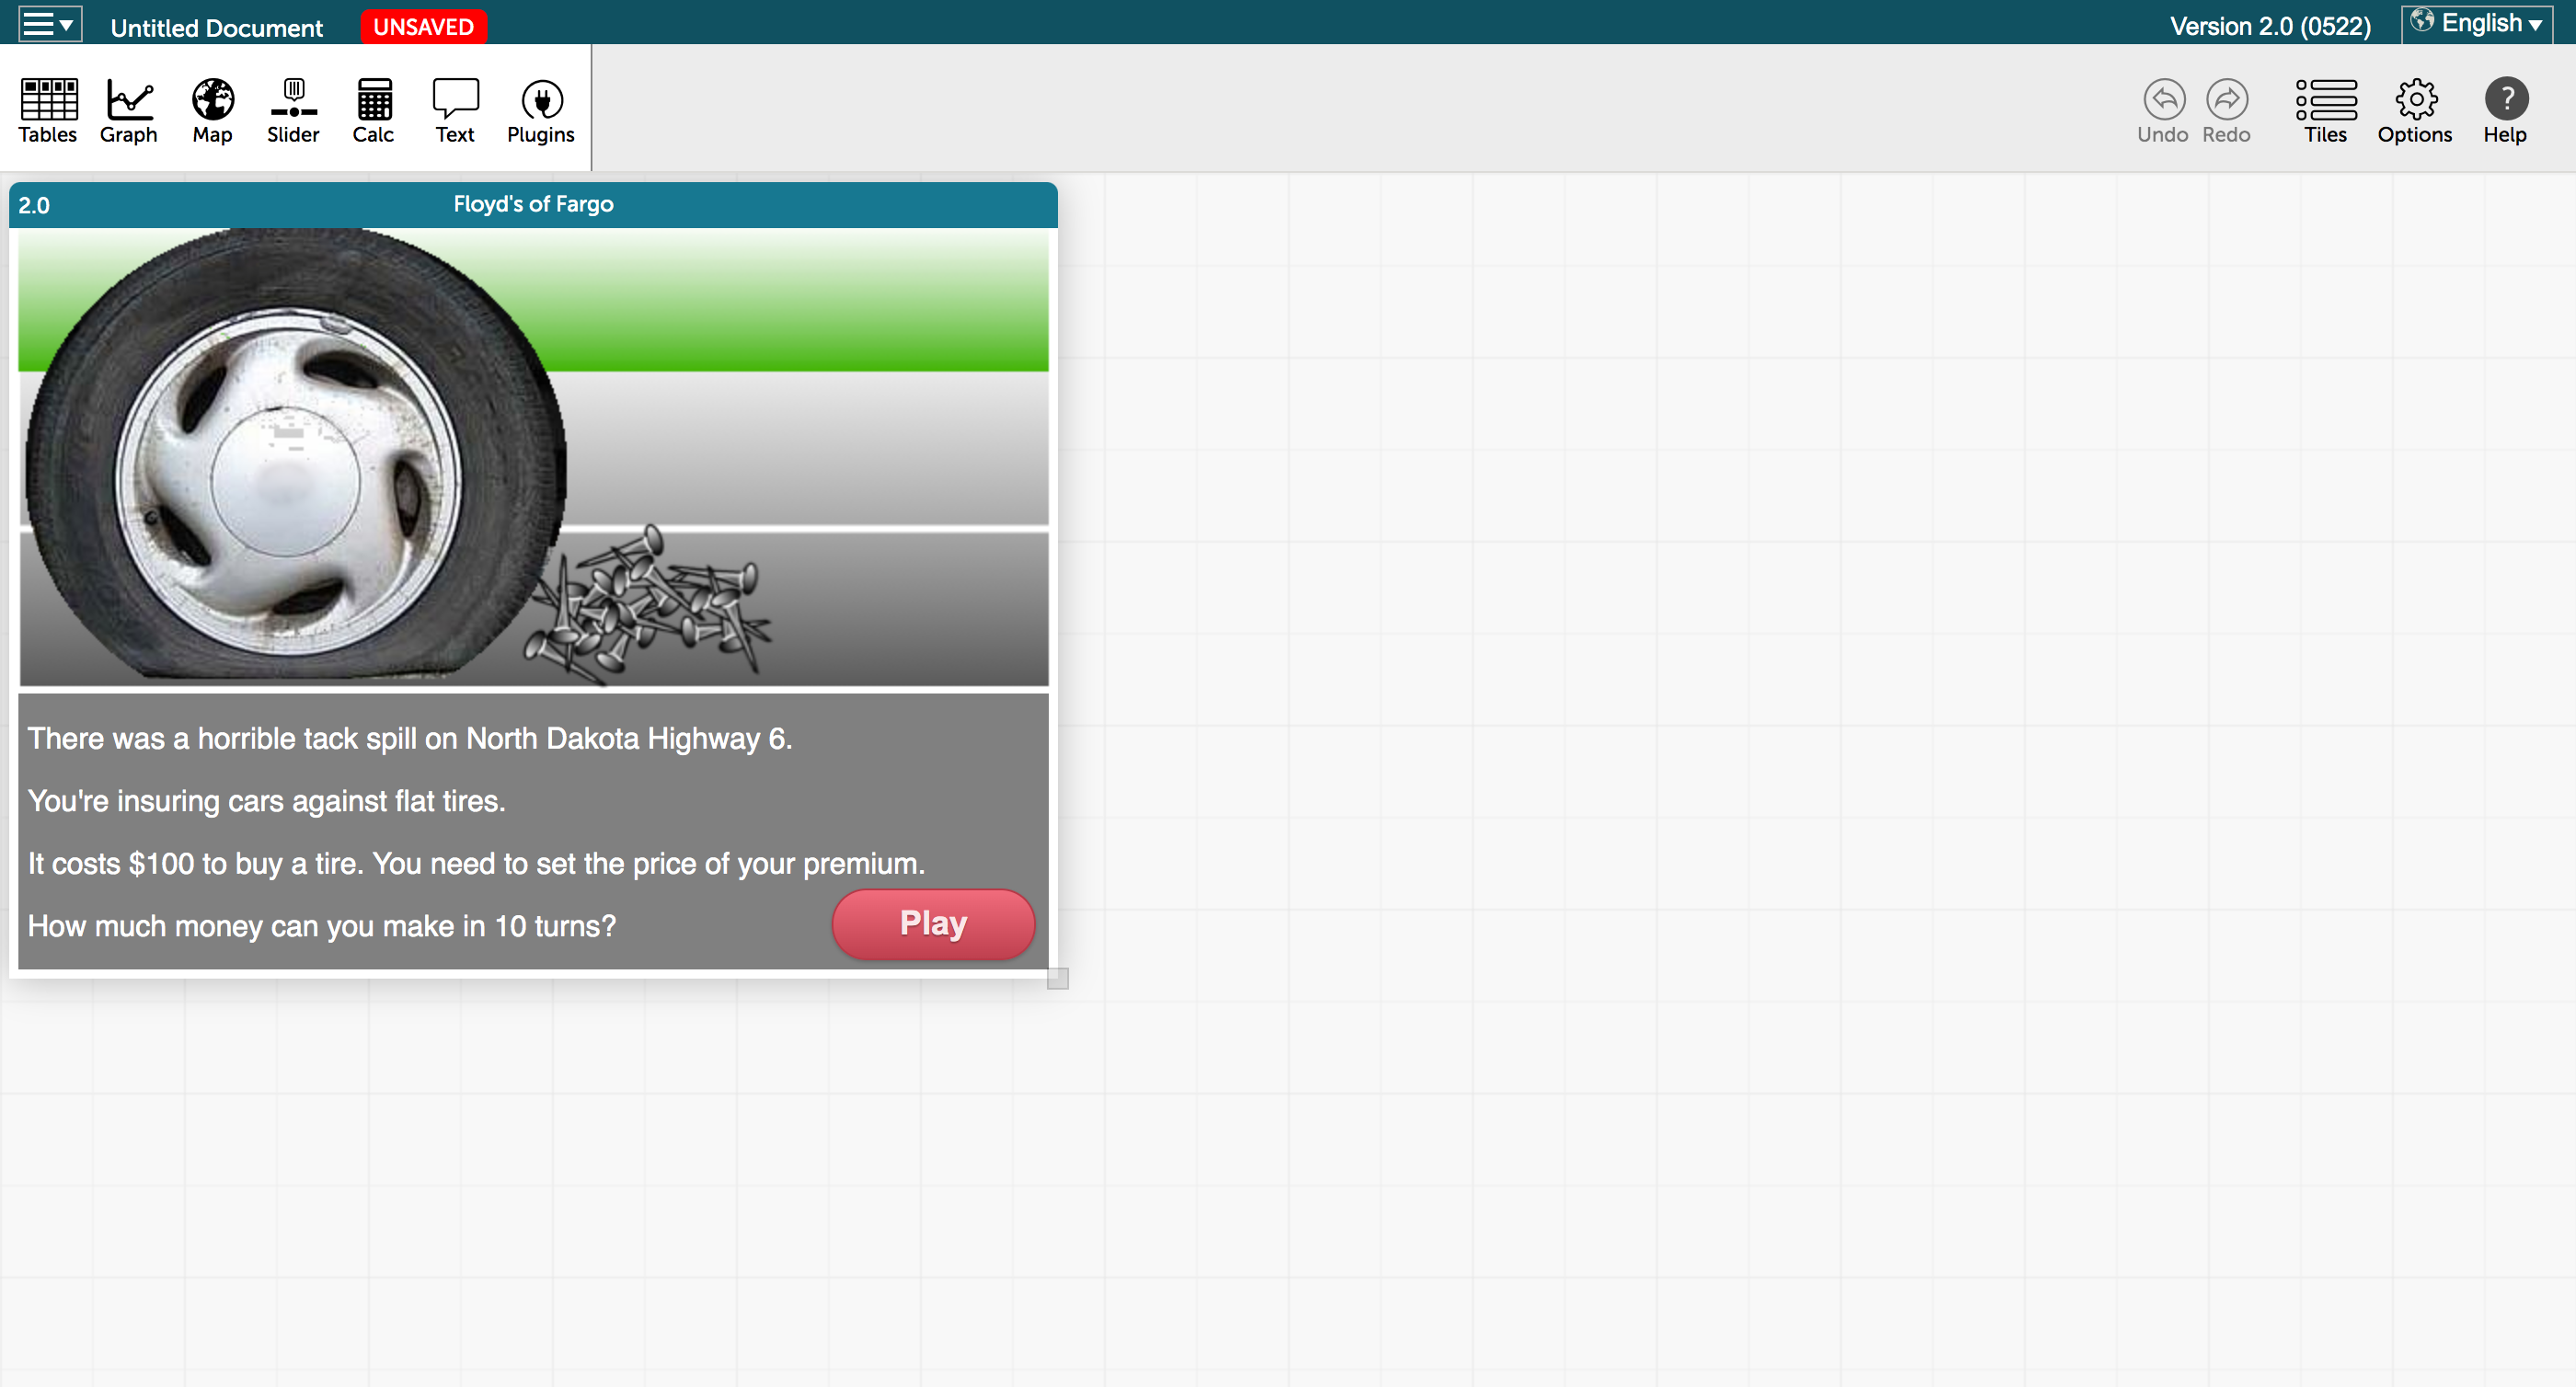 Untitled Document UNSAVED Version 2.0 (0522) English
Tables Graph Map Slider Calc Text Plugins Undo Redo Tiles Options ? Help
2.0 Floyd's of Fargo
There was a horrible tack spill on North Dakota Highway 6.
You're insuring cars against flat tires.
It costs $100 to buy a tire. You need to set the price of your premium.
How much money can you make in 10 turns? Play